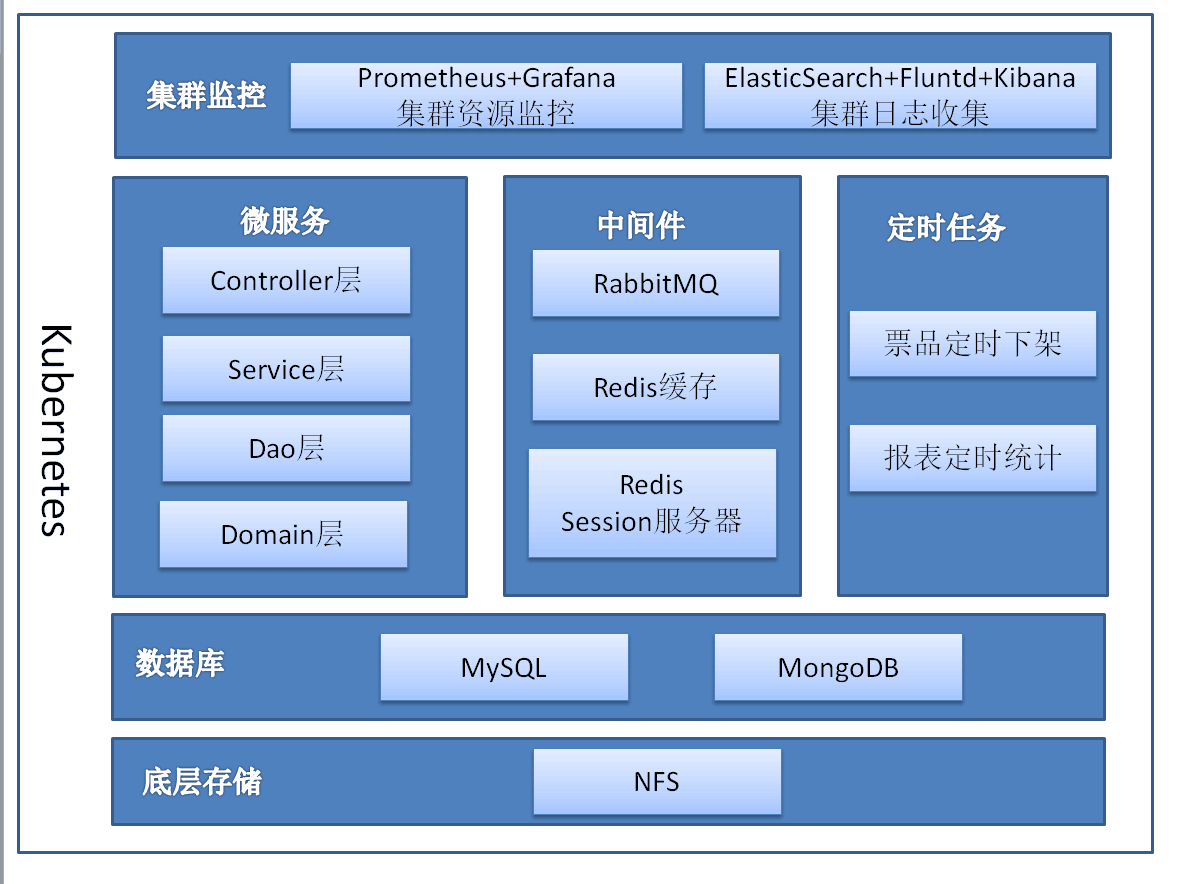 Kubernetes
集群监控
Prometheus+Grafana
集群资源监控
ElasticSearch+Fluntd+Kibana
集群日志收集
微服务
Controller层
Service层
Dao层
Domain层
中间件
RabbitMQ
Redis缓存
Redis
Session服务器
定时任务
票品定时下架
报表定时统计
数据库
MySQL
MongoDB
底层存储
NFS